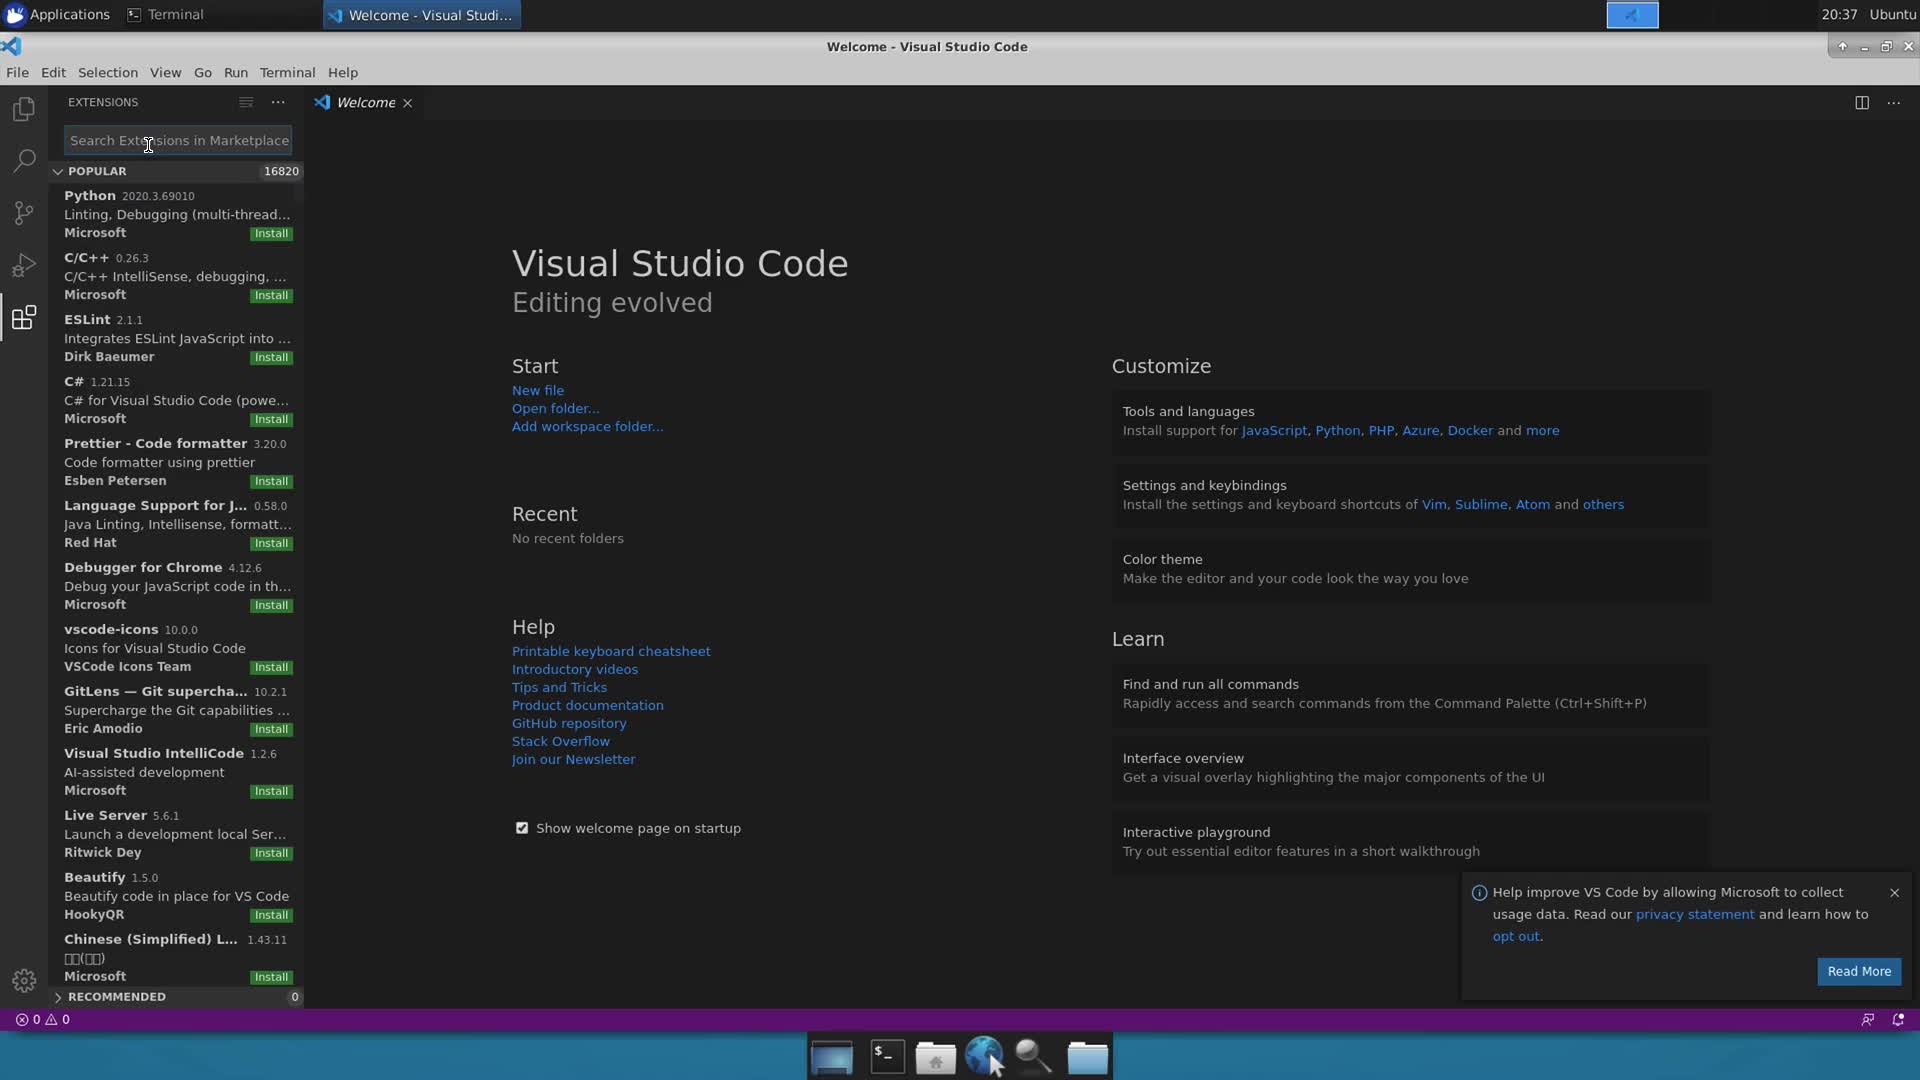 Applications
Terminal
Welcome - Visual Studi...
20:37
Ubuntu
Welcome - Visual Studio Code
File Edit Selection View Go Run Terminal Help
EXTENSIONS
Search Extensions in Marketplace
POPULAR 16820
Python 2020.3.69010
Linting, Debugging (multi-thread...
Microsoft Install
C/C++ 0.26.3
C/C++ IntelliSense, debugging, ...
Microsoft Install
ESLint 2.1.1
Integrates ESLint JavaScript into ...
Dirk Baeumer Install
C# 1.21.15
C# for Visual Studio Code (powe...
Microsoft Install
Prettier - Code formatter 3.20.0
Code formatter using prettier
Esben Petersen Install
Language Support for J... 0.58.0
Java Linting, Intellisense, formatt...
Red Hat Install
Debugger for Chrome 4.12.6
Debug your JavaScript code in th...
Microsoft Install
vscode-icons 10.0.0
Icons for Visual Studio Code
VSCode Icons Team Install
GitLens — Git supercha... 10.2.1
Supercharge the Git capabilities ...
Eric Amodio Install
Visual Studio IntelliCode 1.2.6
AI-assisted development
Microsoft Install
Live Server 5.6.1
Launch a development local Ser...
Ritwick Dey Install
Beautify 1.5.0
Beautify code in place for VS Code
HookyQR Install
Chinese (Simplified) L... 1.43.11
Microsoft Install
RECOMMENDED 0
Welcome
Visual Studio Code
Editing evolved
Start
New file
Open folder...
Add workspace folder...
Recent
No recent folders
Help
Printable keyboard cheatsheet
Introductory videos
Tips and Tricks
Product documentation
GitHub repository
Stack Overflow
Join our Newsletter
Show welcome page on startup
Customize
Tools and languages
Install support for JavaScript, Python, PHP, Azure, Docker and more
Settings and keybindings
Install the settings and keyboard shortcuts of Vim, Sublime, Atom and others
Color theme
Make the editor and your code look the way you love
Learn
Find and run all commands
Rapidly access and search commands from the Command Palette (Ctrl+Shift+P)
Interface overview
Get a visual overlay highlighting the major components of the UI
Interactive playground
Try out essential editor features in a short walkthrough
Help improve VS Code by allowing Microsoft to collect
usage data. Read our privacy statement and learn how to
opt out.
Read More
0 0
$_